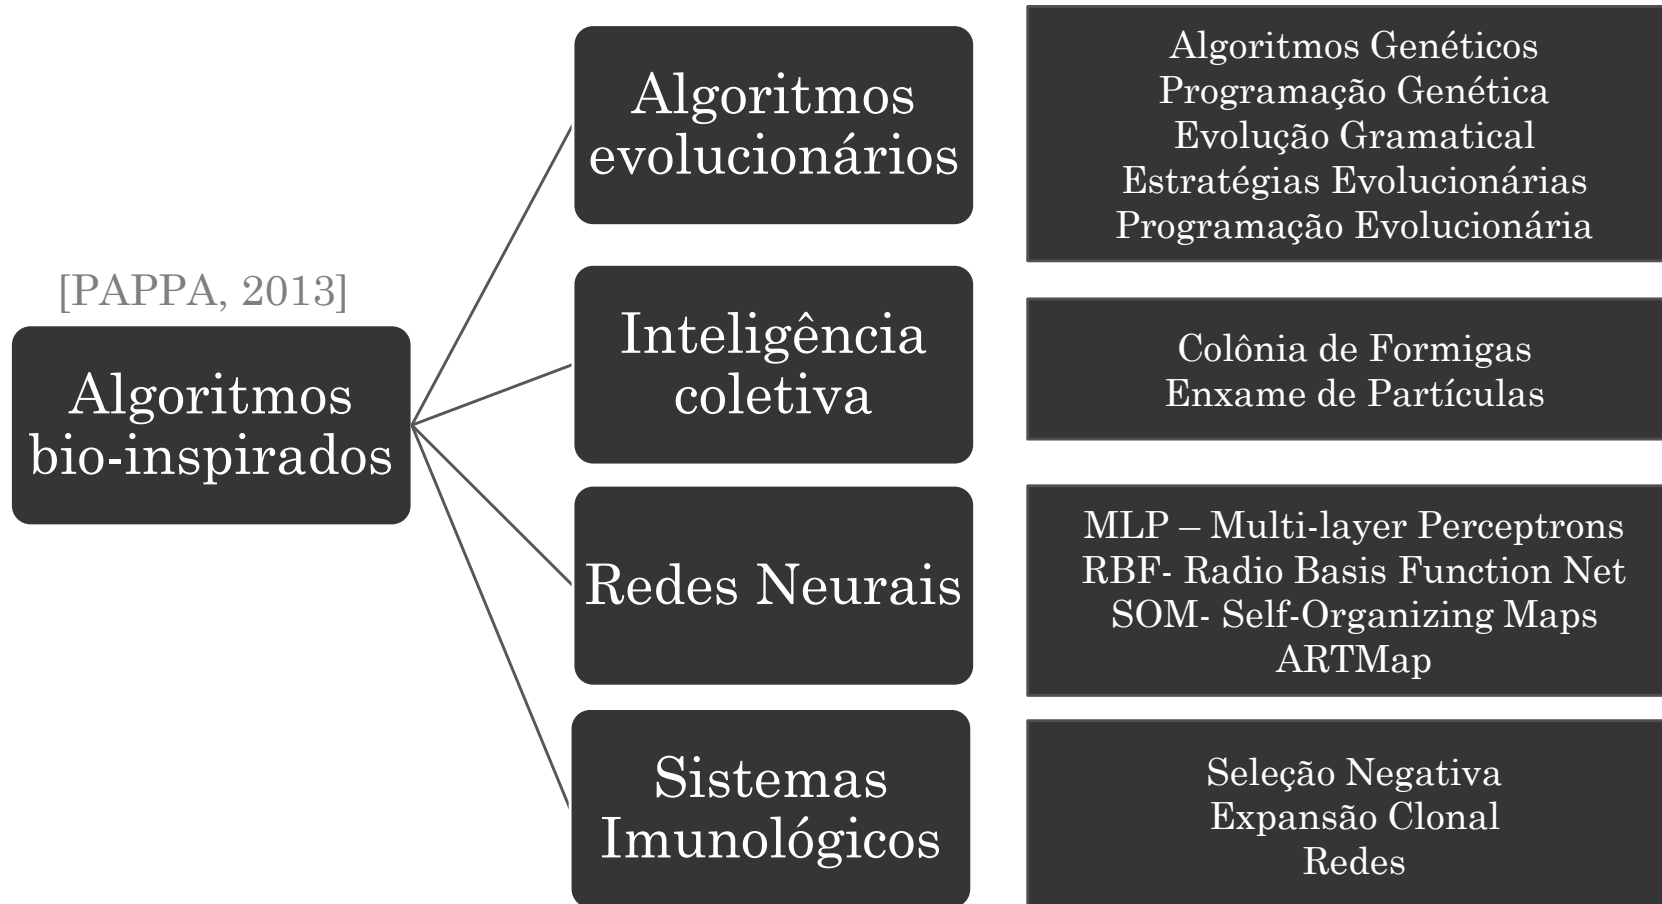 [PAPPA, 2013]
Algoritmos
bio-inspirados
Algoritmos
evolucionários
Algoritmos Genéticos
Programação Genética
Evolução Gramatical
Estratégias Evolucionárias
Programação Evolucionária
Inteligência
coletiva
Colônia de Formigas
Enxame de Partículas
Redes Neurais
MLP – Multi-layer Perceptrons
RBF- Radio Basis Function Net
SOM- Self-Organizing Maps
ARTMap
Sistemas
Imunológicos
Seleção Negativa
Expansão Clonal
Redes